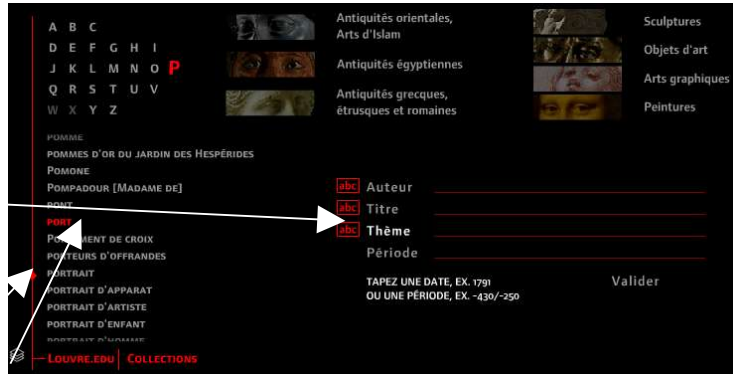 A B C
D E F G H I
J K L M N O P
Q R S T U V
W X Y Z
POMME
POMMES D'OR DU JARDIN DES HESPÉRIDES
POMONE
POMPADOUR [MADAME DE]
PONT
PORT
PORTEMENT DE CROIX
PORTEURS D'OFFRANDES
PORTRAIT
PORTRAIT D'APPARAT
PORTRAIT D'ARTISTE
PORTRAIT D'ENFANT
PORTRAIT D'HOMME
LOUVRE.EDU COLLECTIONS
Antiquités orientales,
Arts d'Islam
Antiquités égyptiennes
Antiquités grecques,
étrusques et romaines
Sculptures
Objets d'art
Arts graphiques
Peintures
abc Auteur
abc Titre
abc Thème
Période
TAPEZ UNE DATE, EX. 1791
OU UNE PÉRIODE, EX. -430/-250
Valider